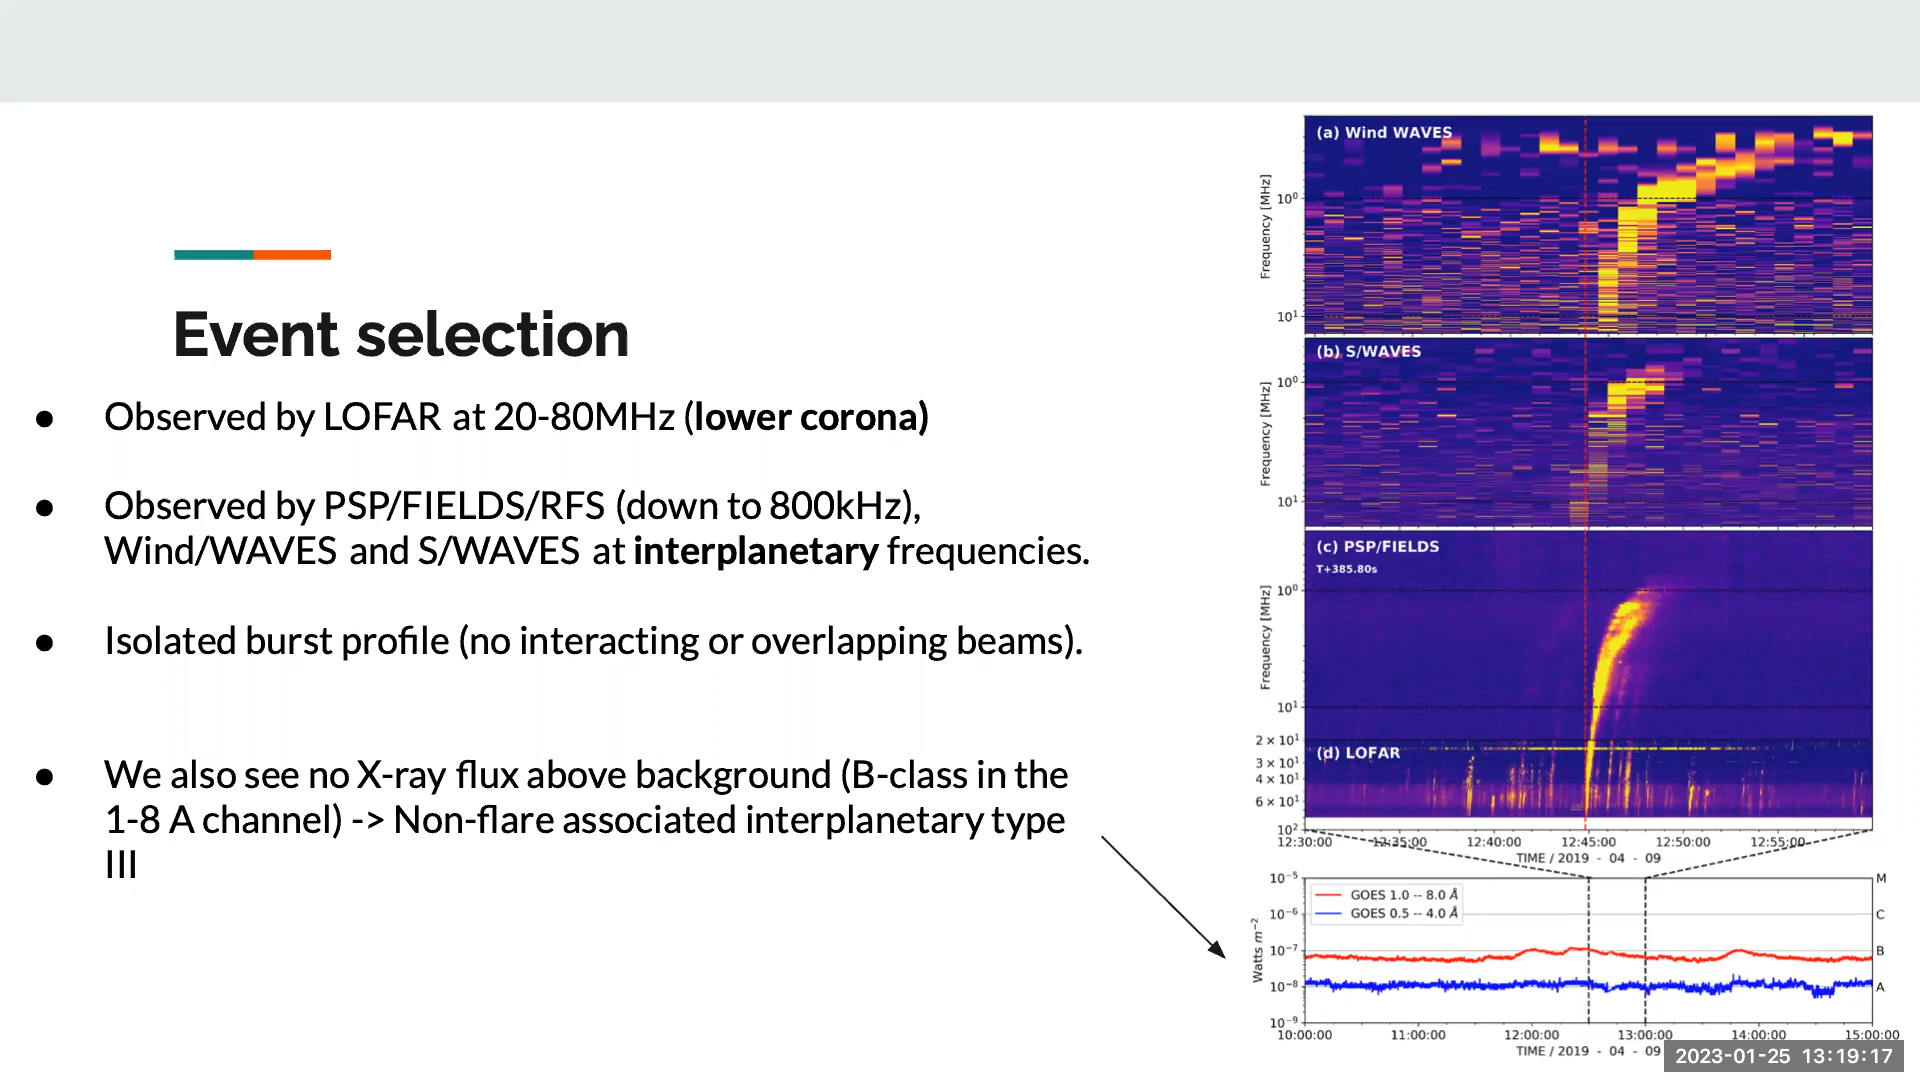 Event selection
● Observed by LOFAR at 20-80MHz (lower corona)
● Observed by PSP/FIELDS/RFS (down to 800kHz),
Wind/WAVES and S/WAVES at interplanetary frequencies.
● Isolated burst profile (no interacting or overlapping beams).
● We also see no X-ray flux above background (B-class in the
1-8 A channel) -> Non-flare associated interplanetary type
III
(a) Wind WAVES
Frequency [MHz]
10⁰
10¹
(b) S/WAVES
Frequency [MHz]
10⁰
10¹
(c) PSP/FIELDS
T+385.80s
Frequency [MHz]
10⁰
10¹
(d) LOFAR
2 × 10¹
3 × 10¹
4 × 10¹
6 × 10¹
10²
12:30:00 12:35:00 12:40:00 12:45:00 12:50:00 12:55:00
TIME / 2019 - 04 - 09
GOES 1.0 -- 8.0 Å
GOES 0.5 -- 4.0 Å
Watts m⁻²
10⁻⁵ M
10⁻⁶ C
10⁻⁷ B
10⁻⁸ A
10⁻⁹
10:00:00 11:00:00 12:00:00 13:00:00 14:00:00 15:00:00
TIME / 2019 - 04 - 09
2023-01-25 13:19:17